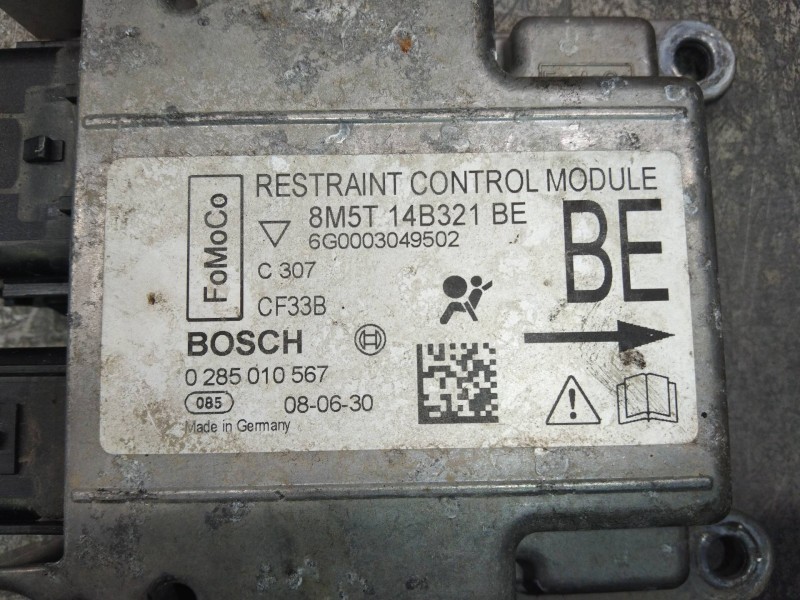 FoMoCo
RESTRAINT CONTROL MODULE
8M5T 14B321 BE
6G0003049502
BE
C 307
CF33B
BOSCH
0 285 010 567
085
08-06-30
Made in Germany